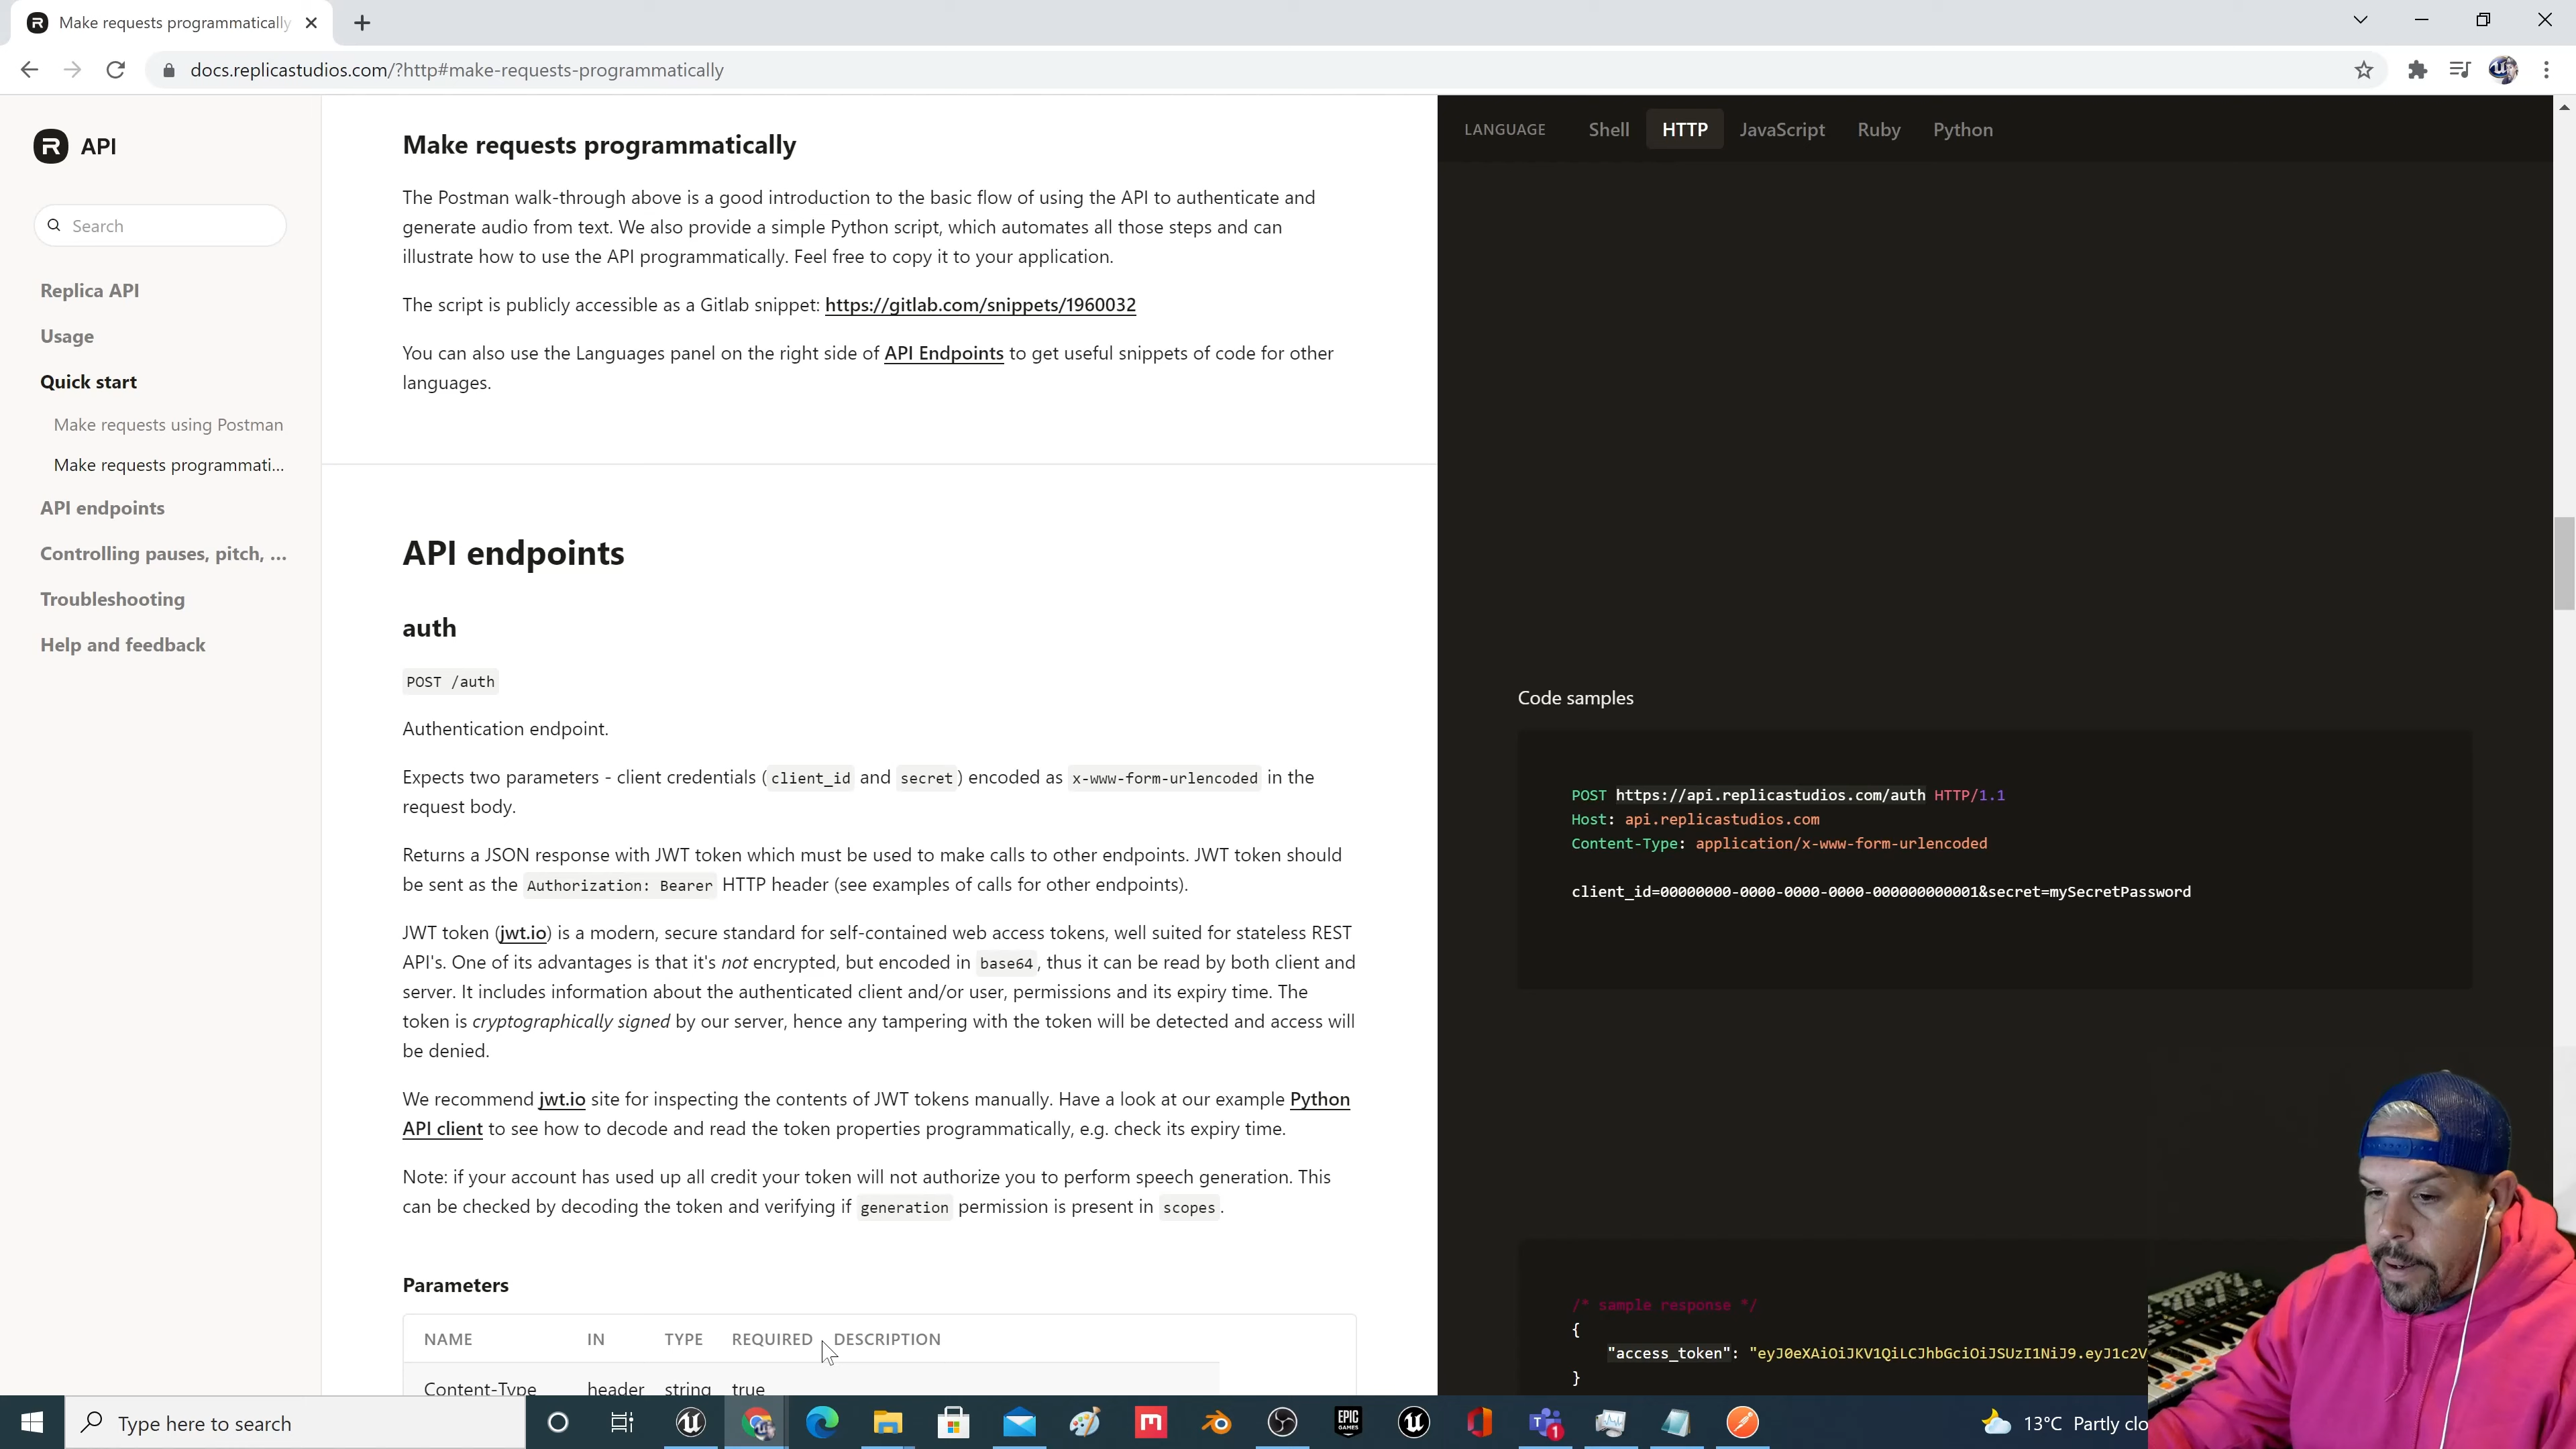 Make requests programmatically
docs.replicastudios.com/?http#make-requests-programmatically
API
Search
Replica API
Usage
Quick start
Make requests using Postman
Make requests programmati...
API endpoints
Controlling pauses, pitch, ...
Troubleshooting
Help and feedback
Make requests programmatically
The Postman walk-through above is a good introduction to the basic flow of using the API to authenticate and
generate audio from text. We also provide a simple Python script, which automates all those steps and can
illustrate how to use the API programmatically. Feel free to copy it to your application.
The script is publicly accessible as a Gitlab snippet: https://gitlab.com/snippets/1960032
You can also use the Languages panel on the right side of API Endpoints to get useful snippets of code for other
languages.
API endpoints
auth
POST /auth
Authentication endpoint.
Expects two parameters - client credentials ( client_id and secret ) encoded as x-www-form-urlencoded in the
request body.
Returns a JSON response with JWT token which must be used to make calls to other endpoints. JWT token should
be sent as the Authorization: Bearer HTTP header (see examples of calls for other endpoints).
JWT token (jwt.io) is a modern, secure standard for self-contained web access tokens, well suited for stateless REST
API's. One of its advantages is that it's not encrypted, but encoded in base64 , thus it can be read by both client and
server. It includes information about the authenticated client and/or user, permissions and its expiry time. The
token is cryptographically signed by our server, hence any tampering with the token will be detected and access will
be denied.
We recommend jwt.io site for inspecting the contents of JWT tokens manually. Have a look at our example Python
API client to see how to decode and read the token properties programmatically, e.g. check its expiry time.
Note: if your account has used up all credit your token will not authorize you to perform speech generation. This
can be checked by decoding the token and verifying if generation permission is present in scopes .
Parameters
NAME IN TYPE REQUIRED DESCRIPTION
Content-Type header string true
LANGUAGE Shell HTTP JavaScript Ruby Python
Code samples
POST https://api.replicastudios.com/auth HTTP/1.1
Host: api.replicastudios.com
Content-Type: application/x-www-form-urlencoded
client_id=00000000-0000-0000-0000-000000000001&secret=mySecretPassword
/* sample response */
{
"access_token": "eyJ0eXAiOiJKV1QiLCJhbGciOiJSUzI1NiJ9.eyJ1c2V
}
Type here to search
EPIC
GAMES
1
13°C Partly clo